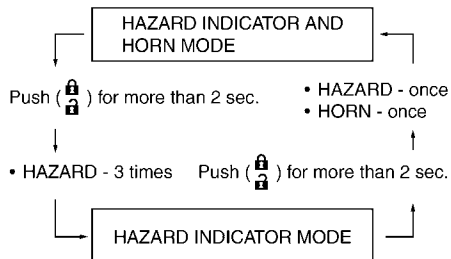 HAZARD INDICATOR AND
HORN MODE
Push ( ) for more than 2 sec.
• HAZARD - once
• HORN - once
• HAZARD - 3 times
Push ( ) for more than 2 sec.
HAZARD INDICATOR MODE